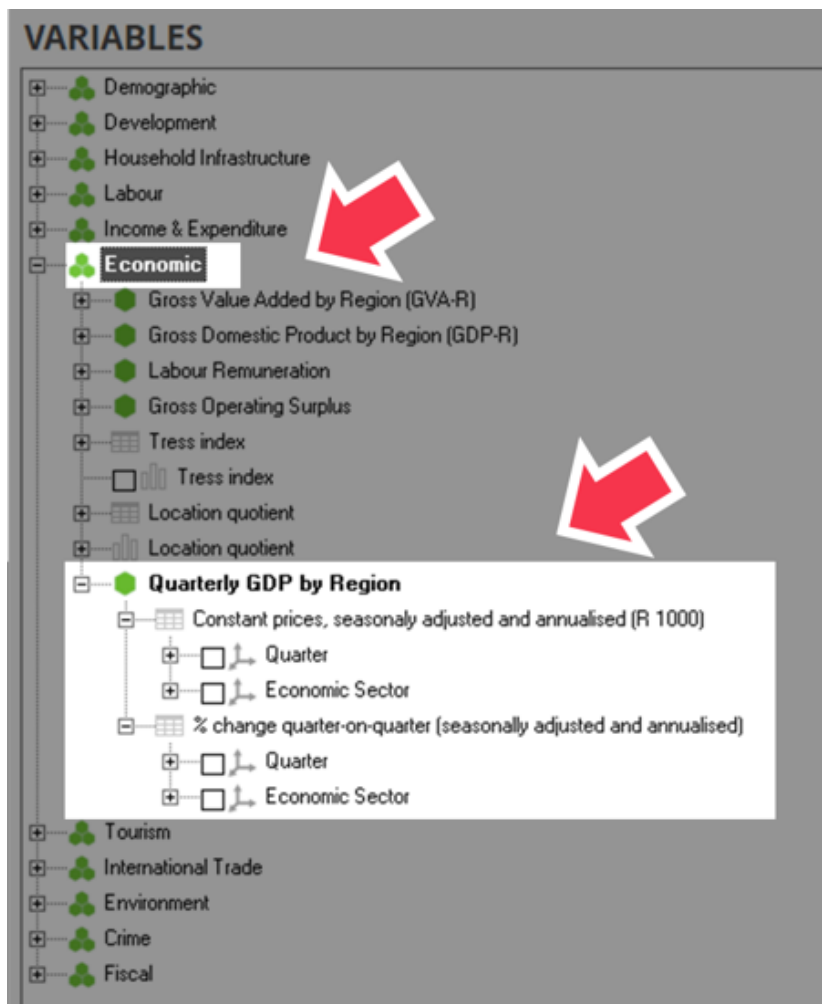 VARIABLES
Demographic
Development
Household Infrastructure
Labour
Income & Expenditure
Economic
Gross Value Added by Region (GVA-R)
Gross Domestic Product by Region (GDP-R)
Labour Remuneration
Gross Operating Surplus
Tress index
Tress index
Location quotient
Location quotient
Quarterly GDP by Region
Constant prices, seasonaly adjusted and annualised (R 1000)
Quarter
Economic Sector
% change quarter-on-quarter (seasonally adjusted and annualised)
Quarter
Economic Sector
Tourism
International Trade
Environment
Crime
Fiscal